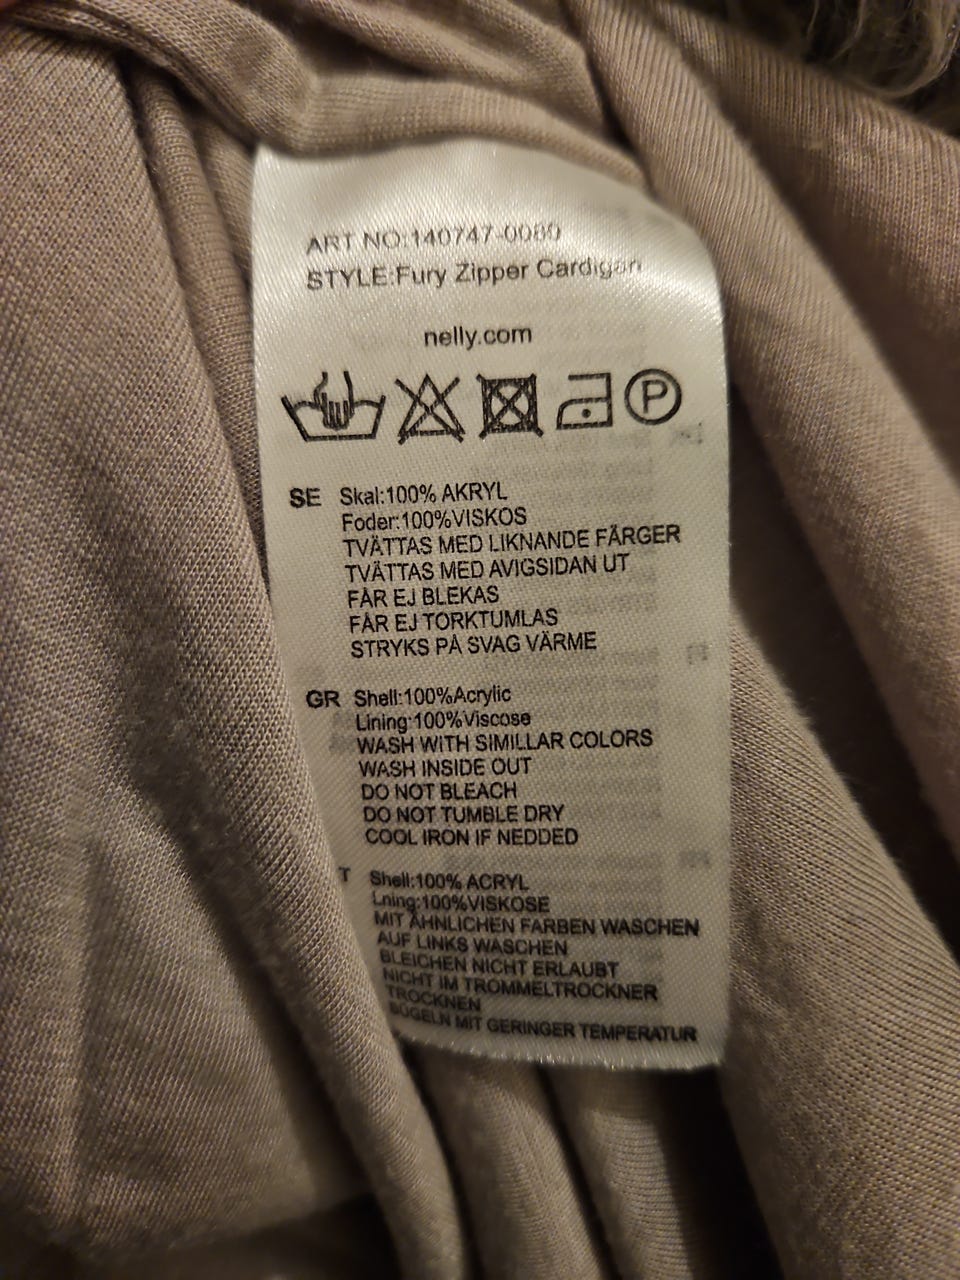 ART NO:140747-0080
STYLE:Fury Zipper Cardigan
nelly.com
P
SE Skal:100% AKRYL
Foder:100%VISKOS
TVÄTTAS MED LIKNANDE FÄRGER
TVÄTTAS MED AVIGSIDAN UT
FÅR EJ BLEKAS
FÅR EJ TORKTUMLAS
STRYKS PÅ SVAG VÄRME
GR Shell:100%Acrylic
Lining:100%Viscose
WASH WITH SIMILLAR COLORS
WASH INSIDE OUT
DO NOT BLEACH
DO NOT TUMBLE DRY
COOL IRON IF NEDDED
T Shell:100% ACRYL
Lning:100%VISKOSE
MIT ÄHNLICHEN FARBEN WASCHEN
AUF LINKS WASCHEN
BLEICHEN NICHT ERLAUBT
NICHT IM TROMMELTROCKNER
TROCKNEN
BÜGELN MIT GERINGER TEMPERATUR